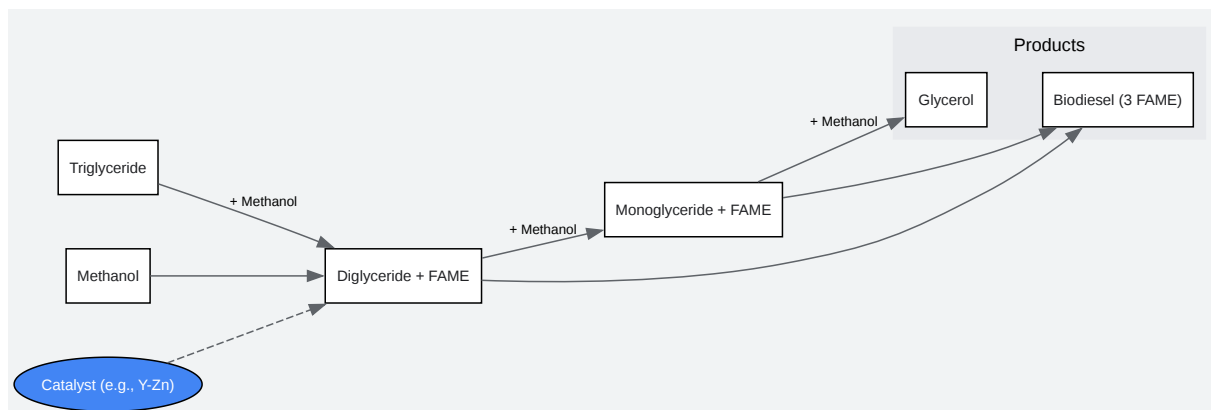 Products
Glycerol
Biodiesel (3 FAME)
+ Methanol
Triglyceride
+ Methanol
Monoglyceride + FAME
+ Methanol
Methanol
Diglyceride + FAME
Catalyst (e.g., Y-Zn)